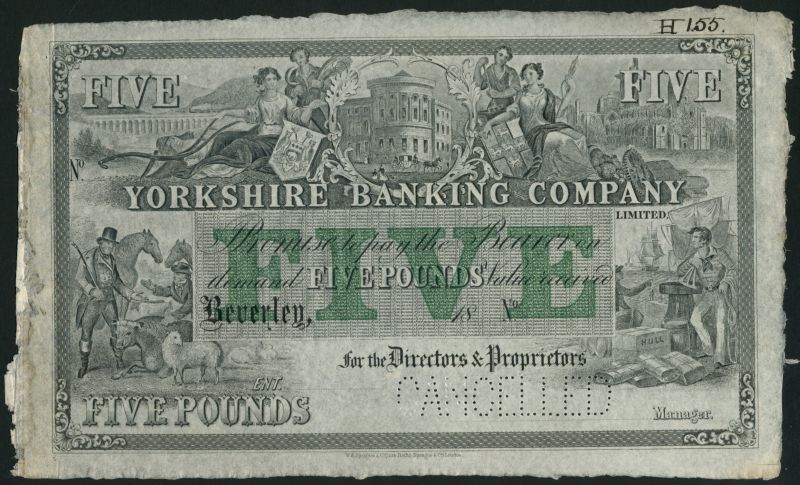 H 155.
FIVE FIVE
No
YORKSHIRE BANKING COMPANY
LIMITED,
I Promise to pay the Bearer on
demand FIVE POUNDS Value received
FIVE
Beverley, 18 No
HULL
For the Directors & Proprietors
ENT.
CANCELLED
FIVE POUNDS Manager.